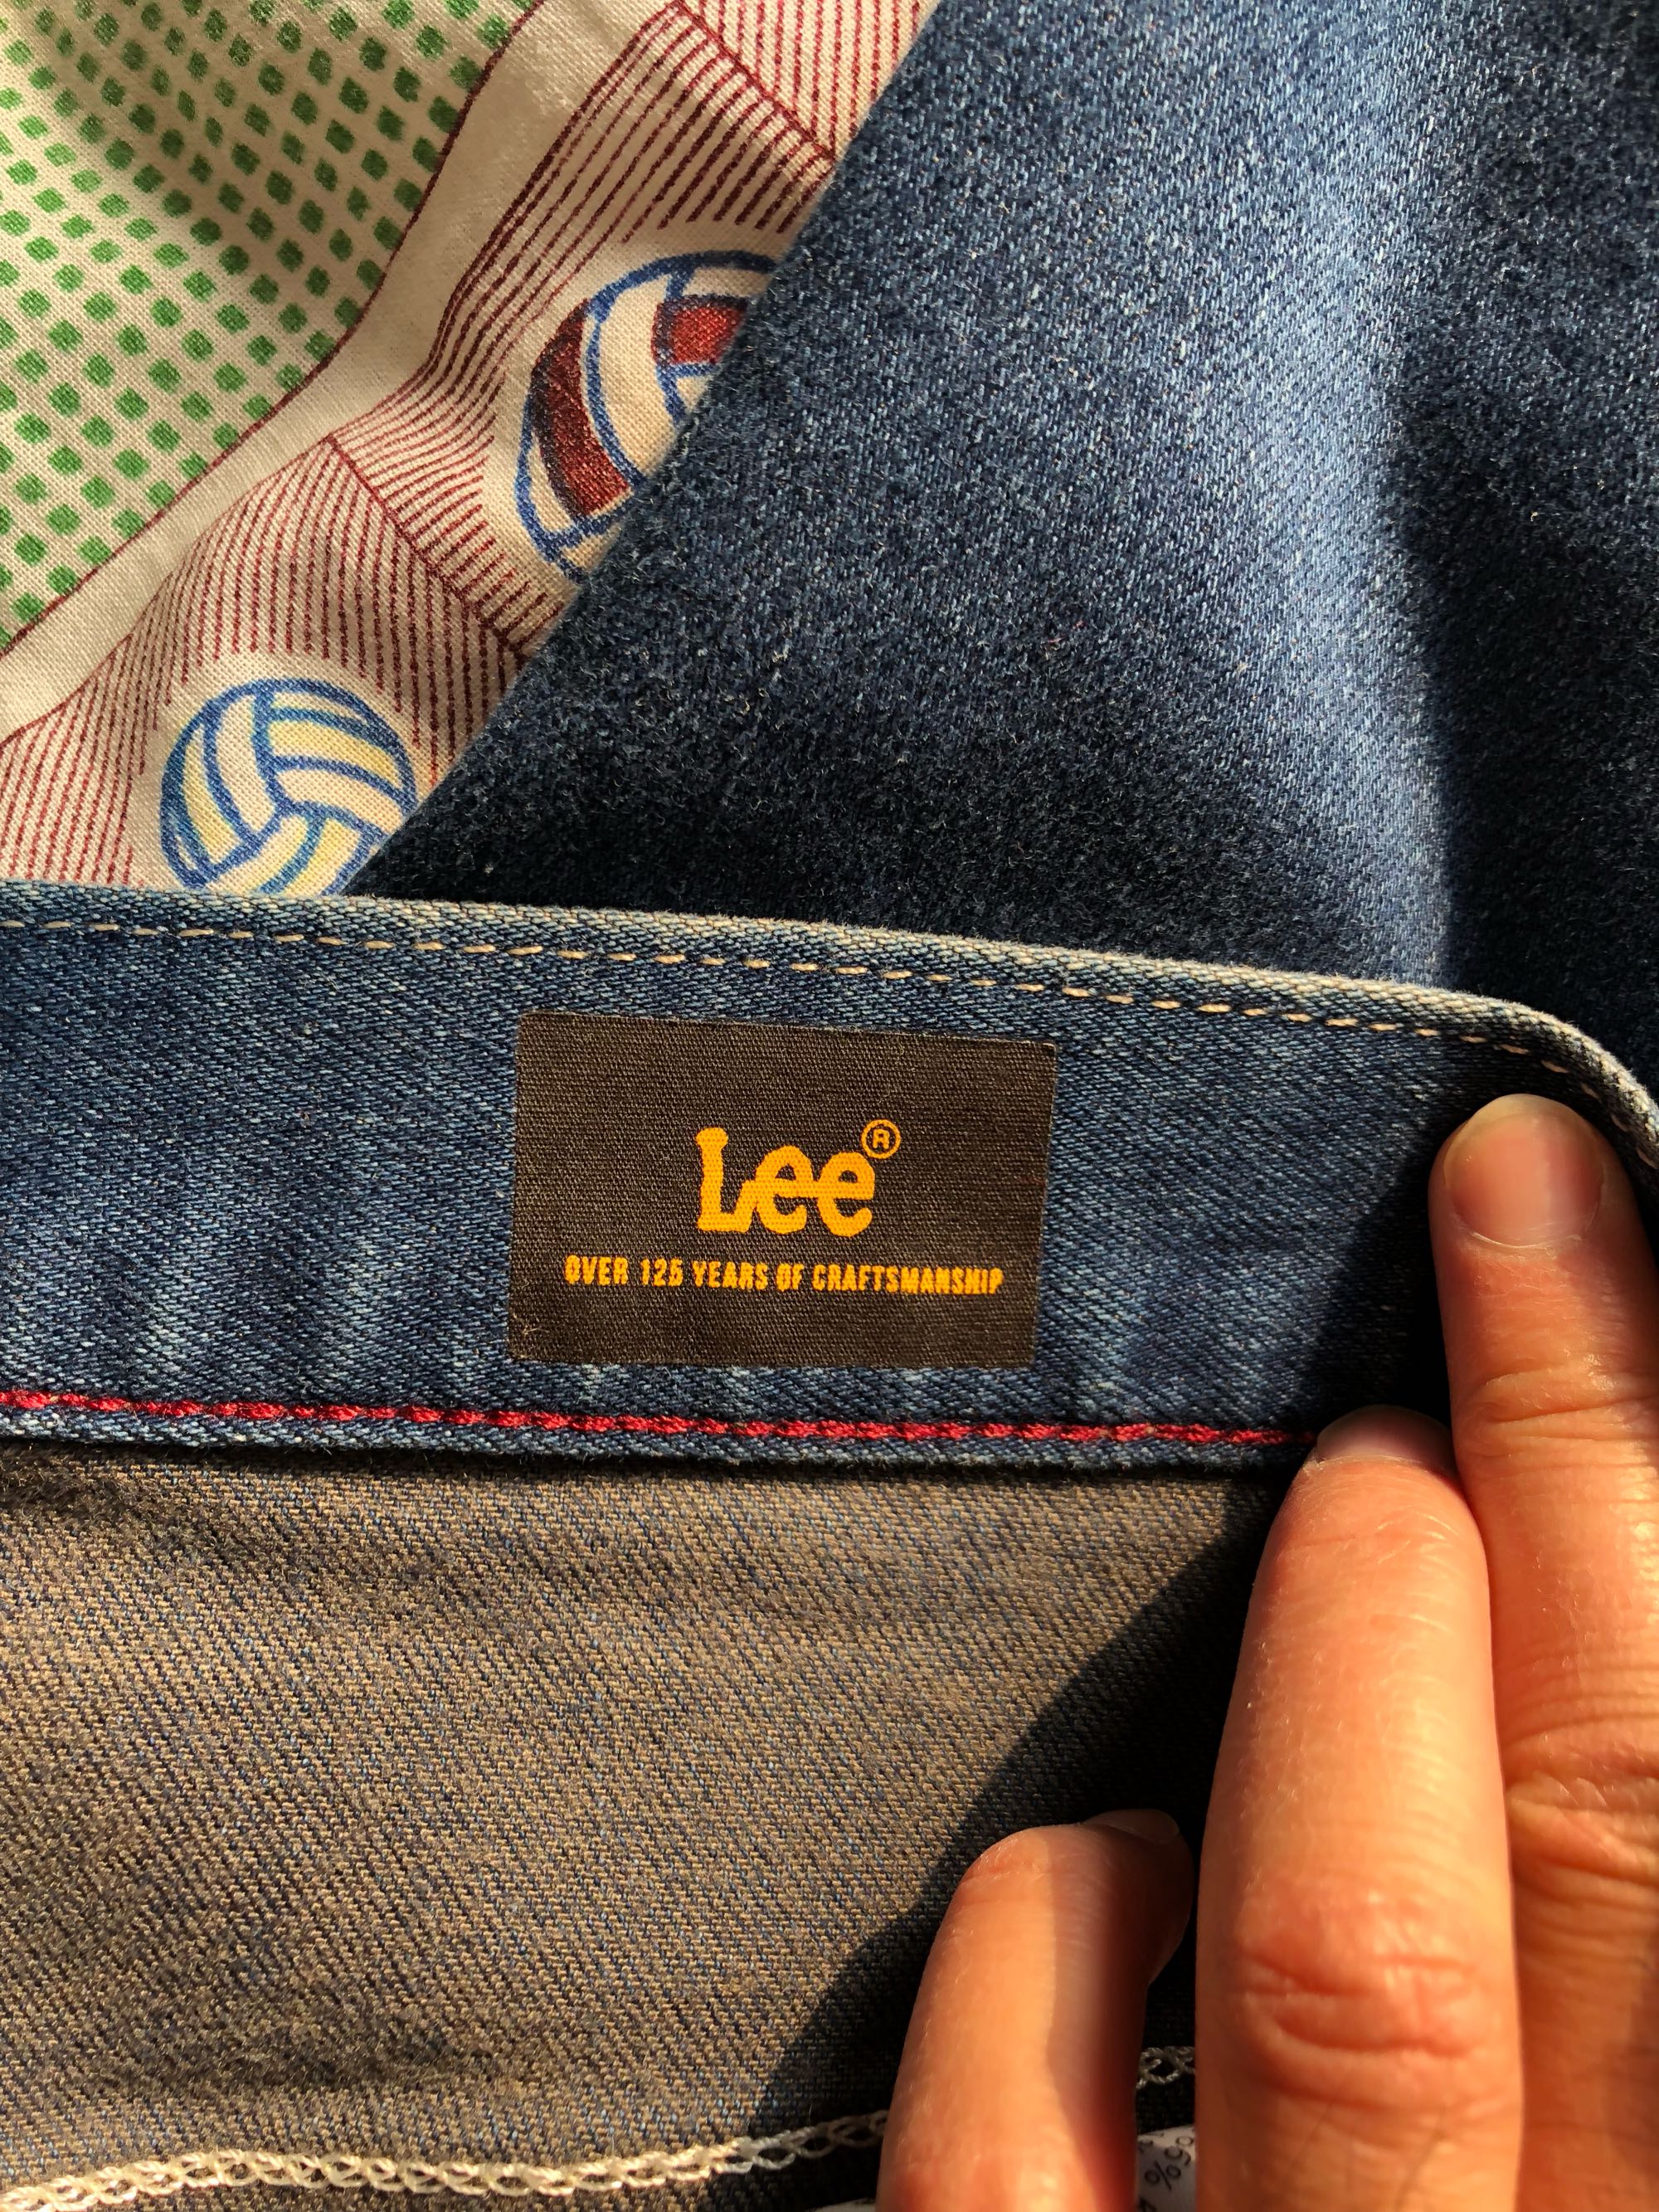 Lee®
OVER 125 YEARS OF CRAFTSMANSHIP